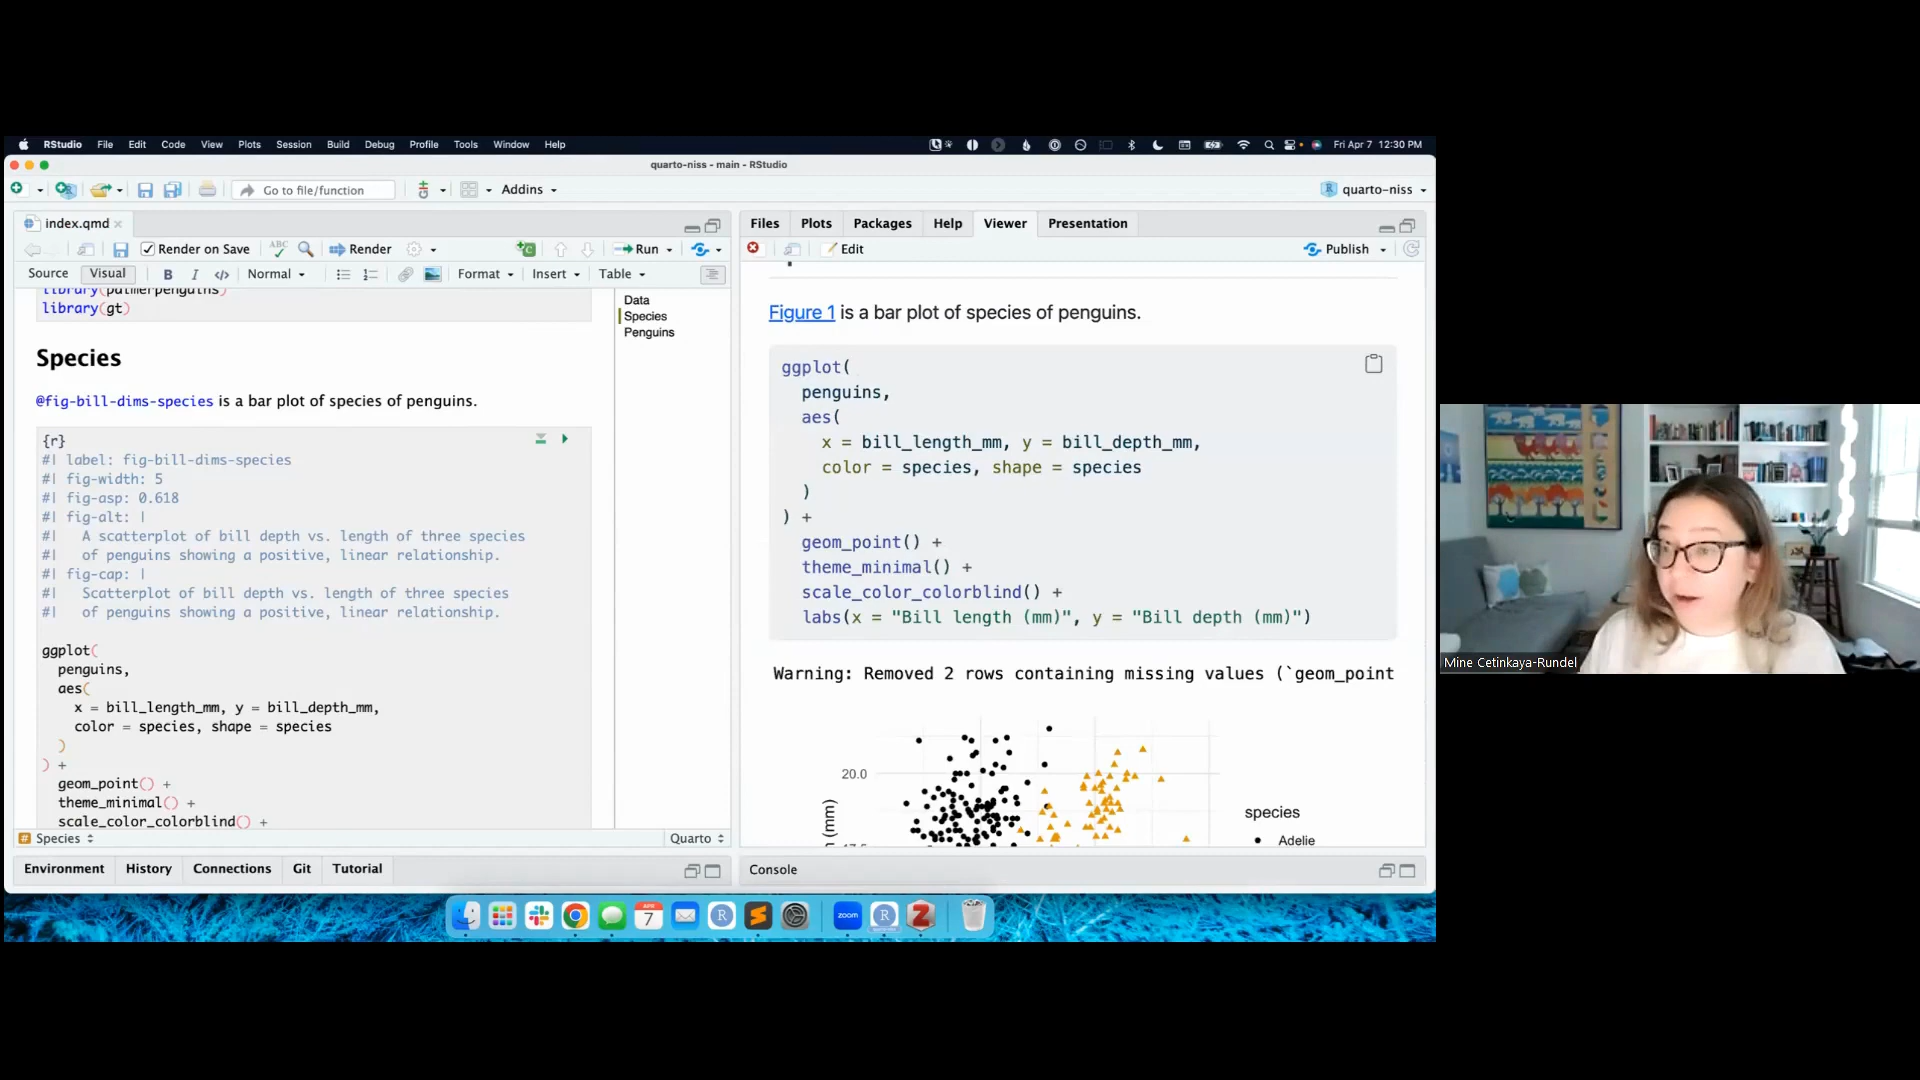 RStudio File Edit Code View Plots Session Build Debug Profile Tools Window Help
Fri Apr 7 12:30 PM
quarto-niss - main - RStudio
Go to file/function
Addins
quarto-niss
index.qmd
Render on Save
Render
Run
Source Visual
B I </> Normal
Format Insert Table
library(palmerpenguins)
library(gt)
Species
@fig-bill-dims-species is a bar plot of species of penguins.
{r}
#| label: fig-bill-dims-species
#| fig-width: 5
#| fig-asp: 0.618
#| fig-alt: |
#|   A scatterplot of bill depth vs. length of three species
#|   of penguins showing a positive, linear relationship.
#| fig-cap: |
#|   Scatterplot of bill depth vs. length of three species
#|   of penguins showing a positive, linear relationship.
ggplot(
penguins,
aes(
x = bill_length_mm, y = bill_depth_mm,
color = species, shape = species
)
) +
geom_point() +
theme_minimal() +
scale_color_colorblind() +
Data
Species
Penguins
Species
Quarto
Environment History Connections Git Tutorial
Files Plots Packages Help Viewer Presentation
Edit
Publish
Figure 1 is a bar plot of species of penguins.
ggplot(
penguins,
aes(
x = bill_length_mm, y = bill_depth_mm,
color = species, shape = species
)
) +
geom_point() +
theme_minimal() +
scale_color_colorblind() +
labs(x = "Bill length (mm)", y = "Bill depth (mm)")
Warning: Removed 2 rows containing missing values (`geom_point
20.0
(mm)
species
Adelie
Console
APR
7
zoom
Mine Cetinkaya-Rundel